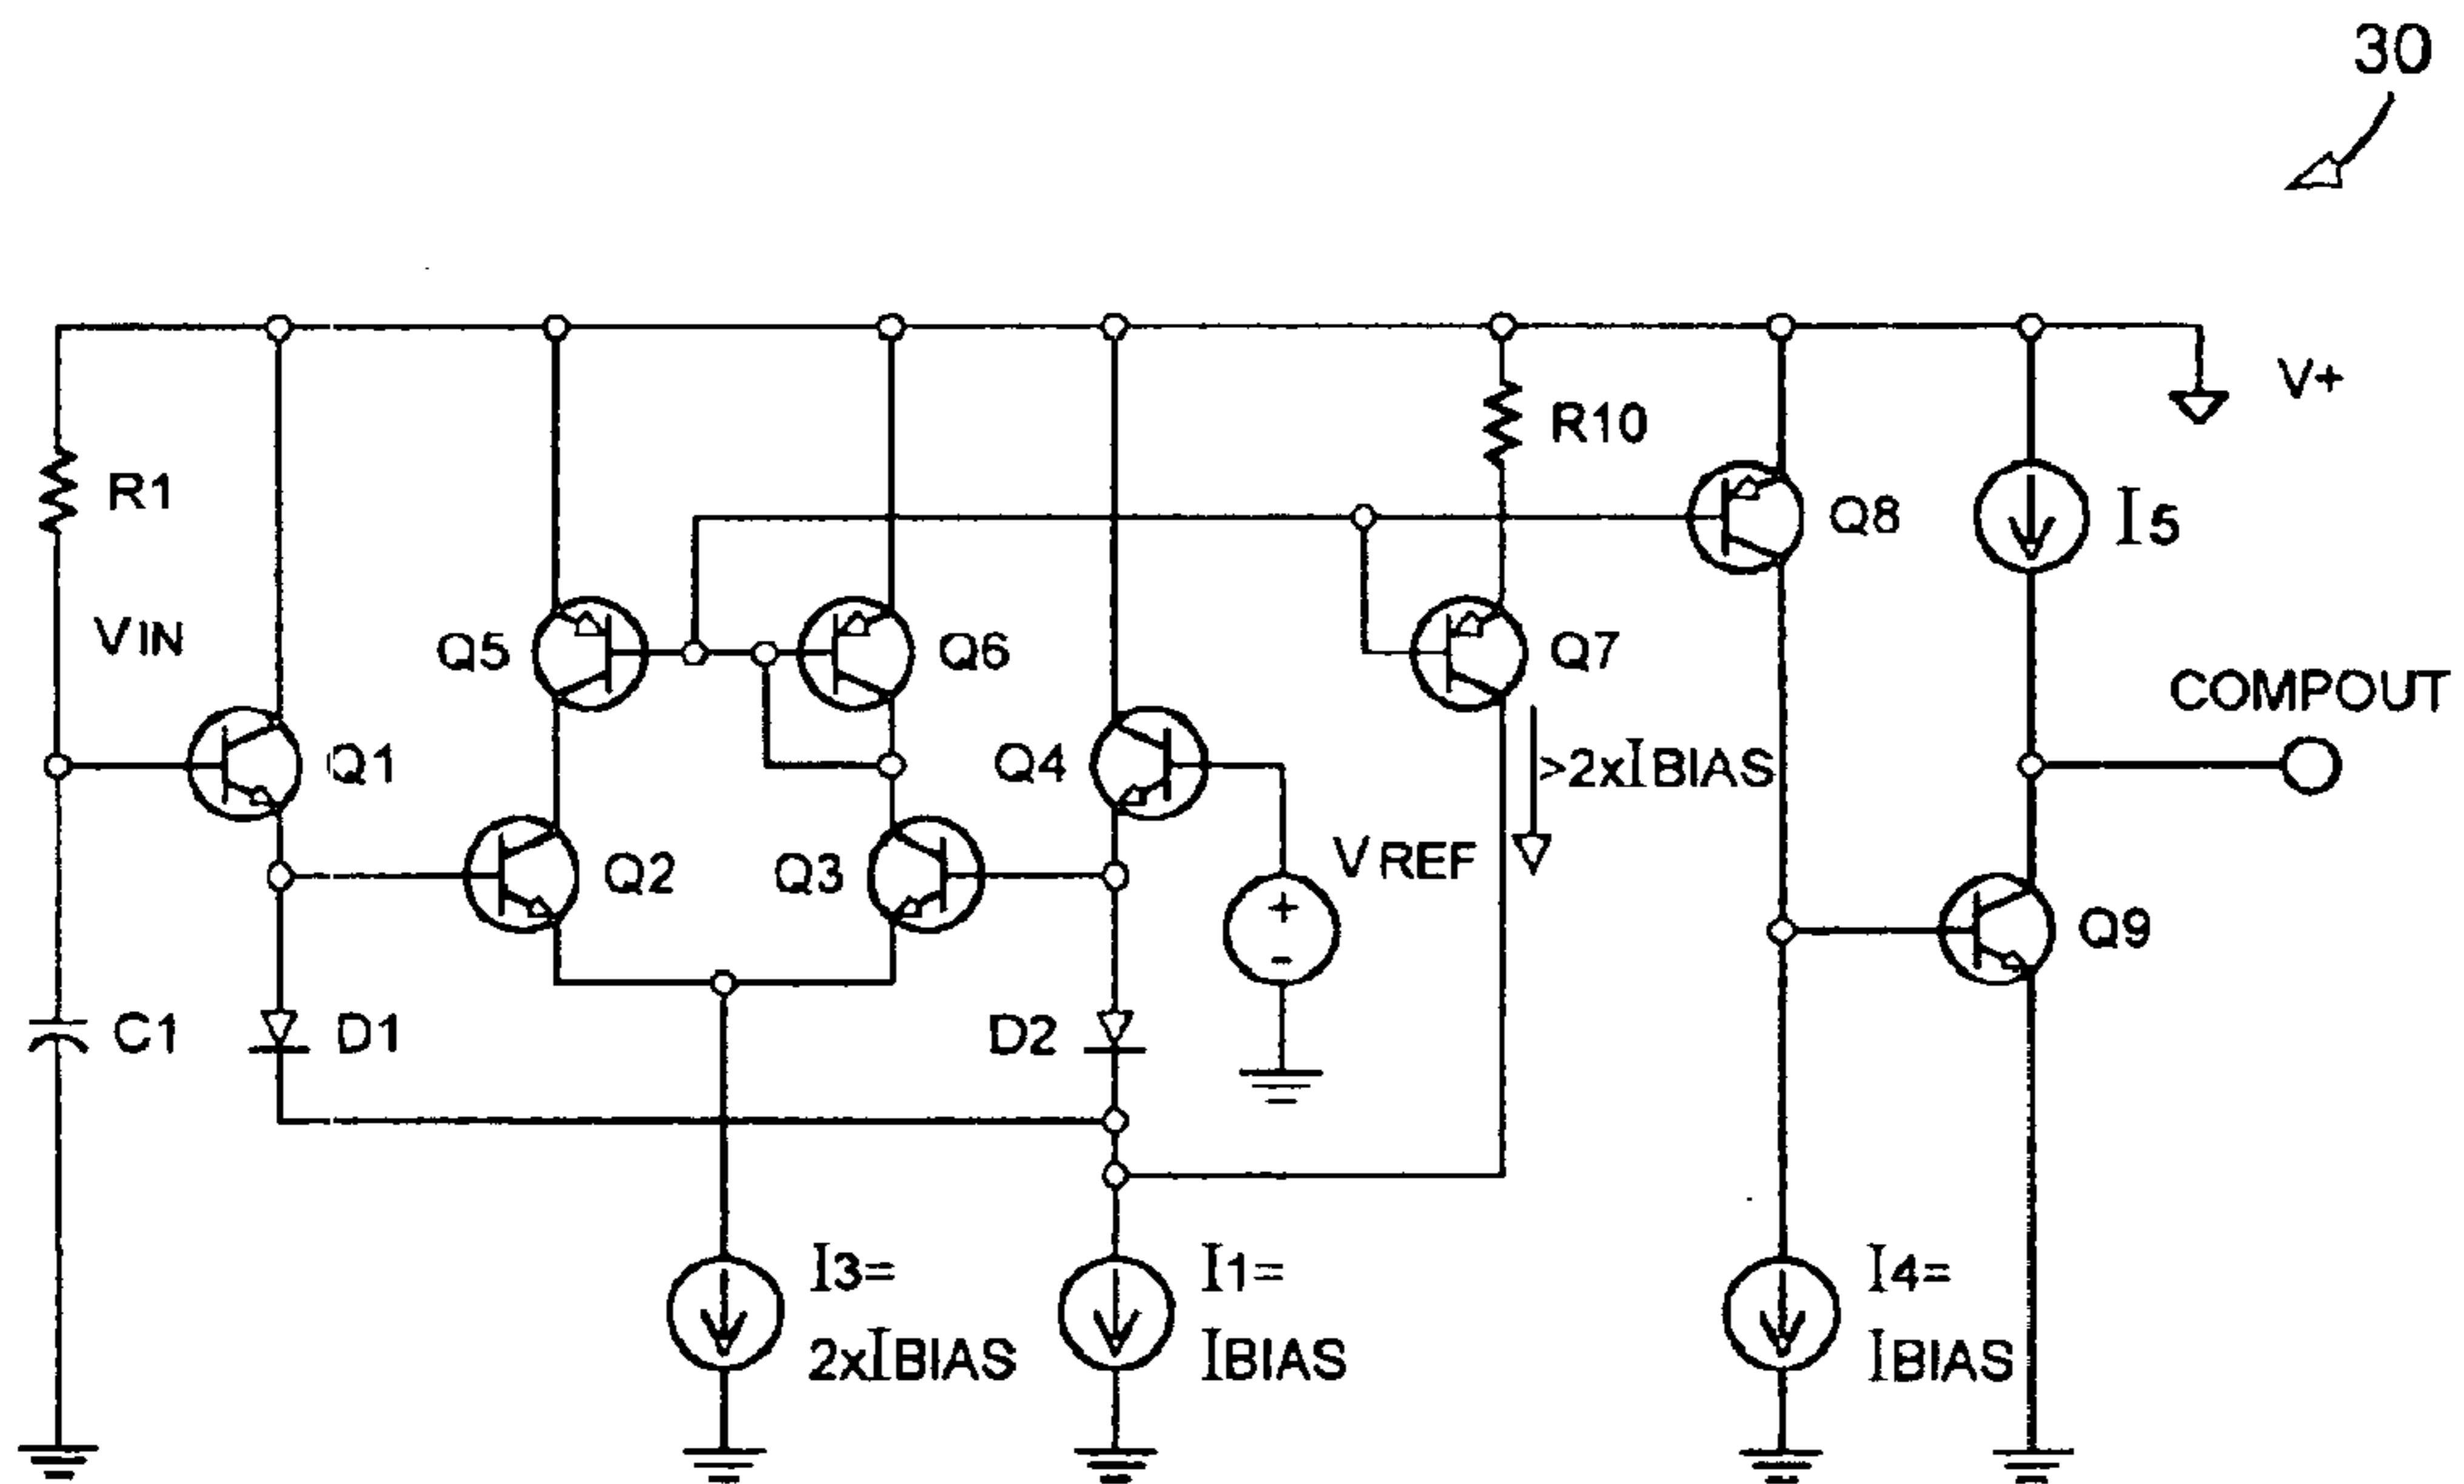 30
V+
R10
R1
Q8
I5
VIN
Q5
Q6
Q7
COMPOUT
Q1
Q4
>2xIBIAS
VREF
+
-
Q2
Q3
Q9
C1
D1
D2
I3=
2xIBIAS
I1=
IBIAS
I4=
IBIAS